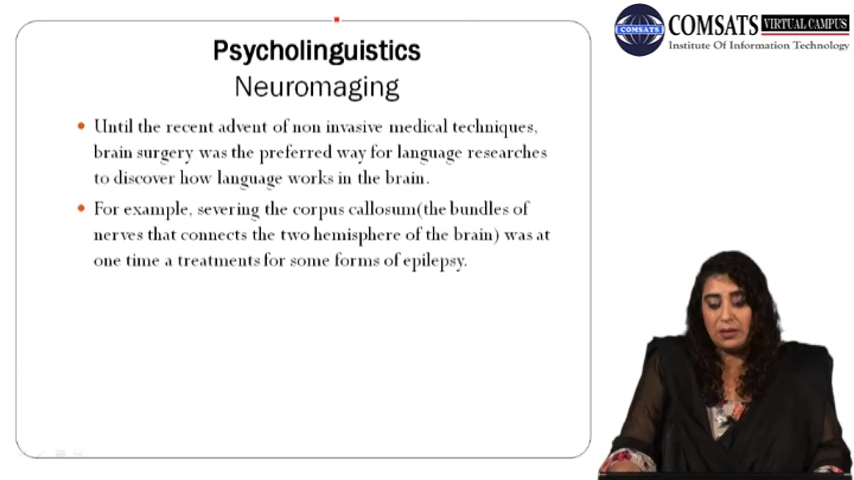 Psycholinguistics
Neuromaging
Until the recent advent of non invasive medical techniques,
brain surgery was the preferred way for language researches
to discover how language works in the brain.
For example, severing the corpus callosum(the bundles of
nerves that connects the two hemisphere of the brain) was at
one time a treatments for some forms of epilepsy.
COMSATS
COMSATS VIRTUAL CAMPUS
Institute Of Information Technology